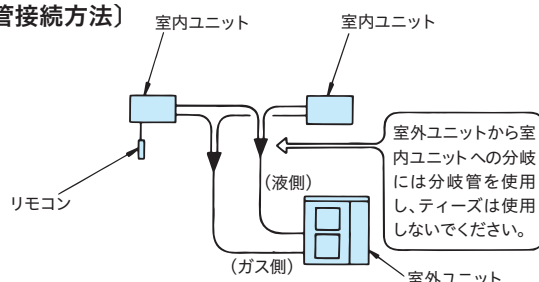 管接続方法〕
室内ユニット
室内ユニット
室外ユニットから室
内ユニットへの分岐
には分岐管を使用
し、ティーズは使用
しないでください。
リモコン
(液側)
(ガス側)
室外ユニット